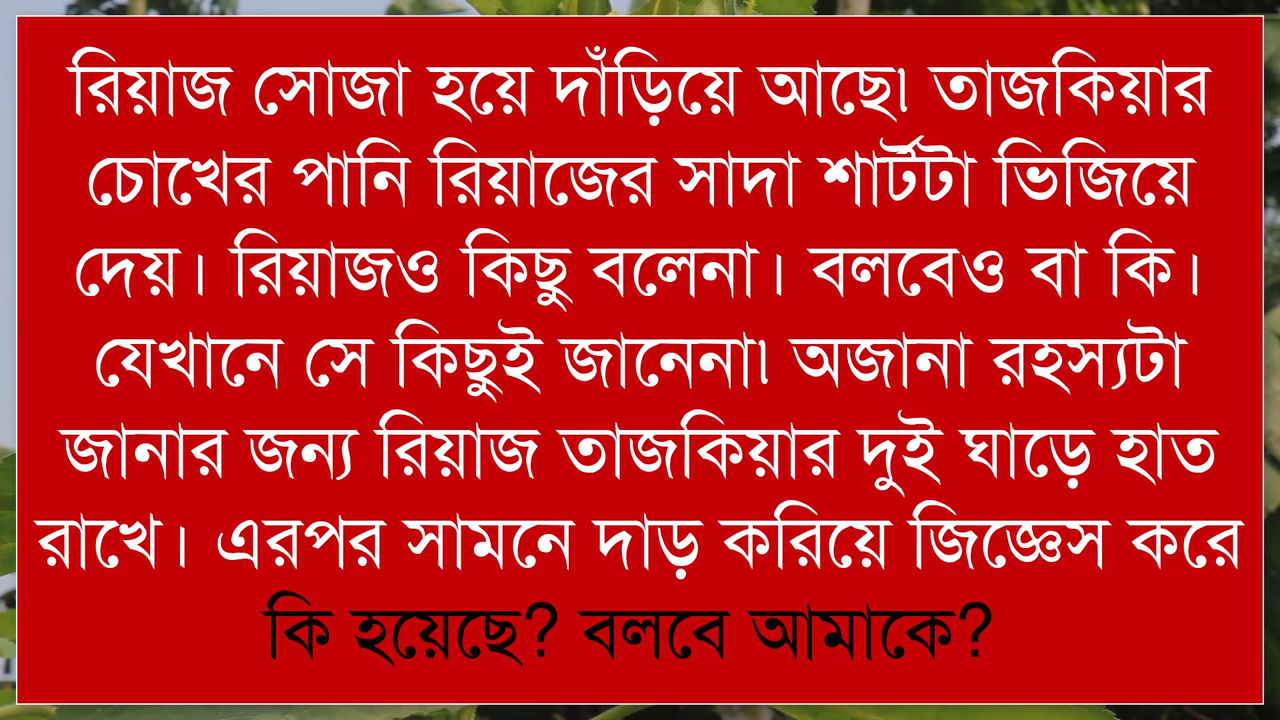 রিয়াজ সোজা হয়ে দাঁড়িয়ে আছে৷ তাজকিয়ার
চোখের পানি রিয়াজের সাদা শার্টটা ভিজিয়ে
দেয়। রিয়াজও কিছু বলেনা। বলবেও বা কি।
যেখানে সে কিছুই জানেনা৷ অজানা রহস্যটা
জানার জন্য রিয়াজ তাজকিয়ার দুই ঘাড়ে হাত
রাখে। এরপর সামনে দাড় করিয়ে জিজ্ঞেস করে
কি হয়েছে? বলবে আমাকে?